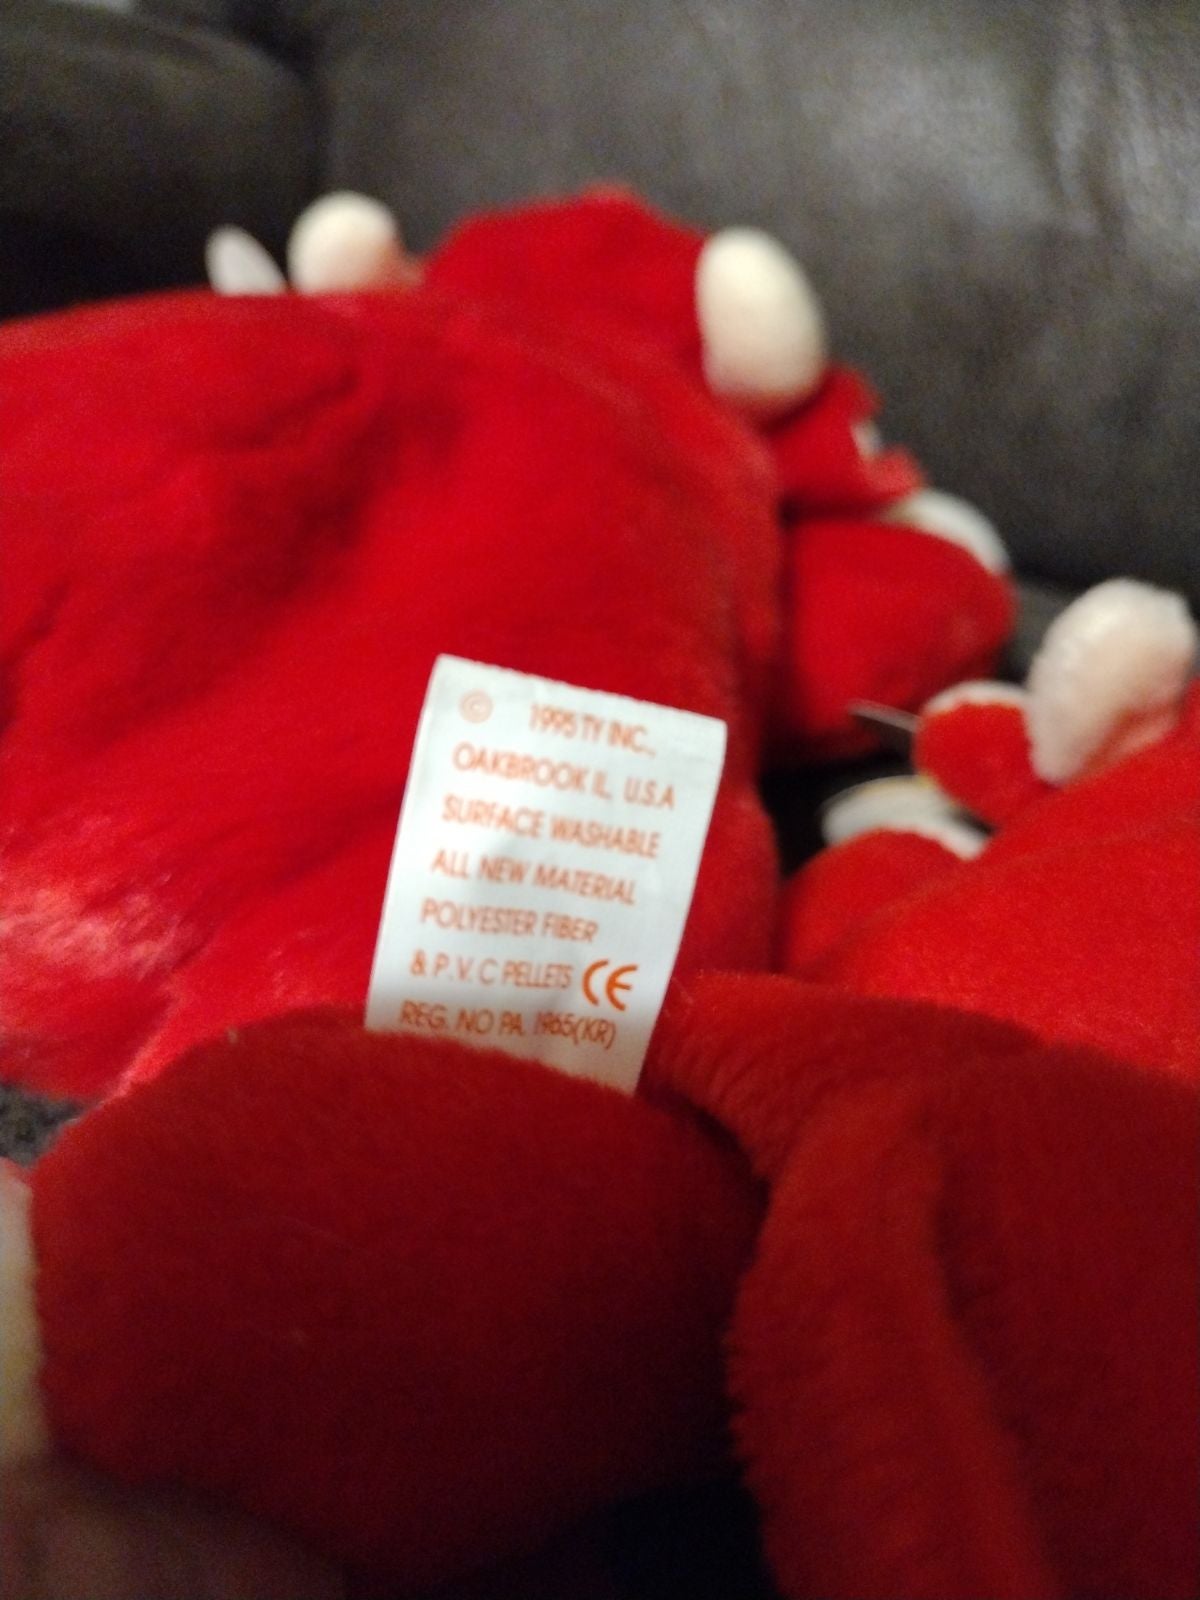 © 1995 TY INC.,
OAKBROOK IL, U.S.A
SURFACE WASHABLE
ALL NEW MATERIAL
POLYESTER FIBER
& P.V. C PELLETS CE
REG. NO PA. 1965(KR)